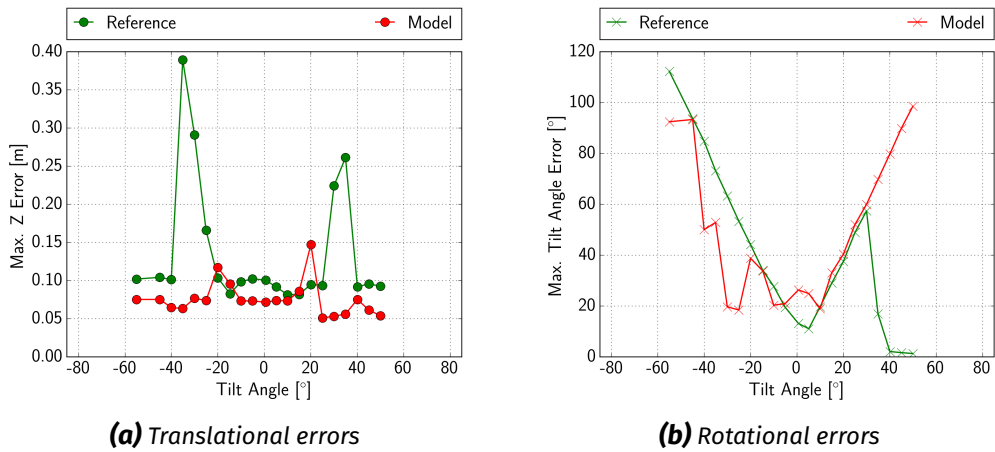 Reference Model
0.40
0.35
0.30
0.25
0.20
0.15
0.10
0.05
0.00
Max. Z Error [m]
-80 -60 -40 -20 0 20 40 60 80
Tilt Angle [°]
(a) Translational errors
Reference Model
120
100
80
60
40
20
0
Max. Tilt Angle Error [°]
-80 -60 -40 -20 0 20 40 60 80
Tilt Angle [°]
(b) Rotational errors